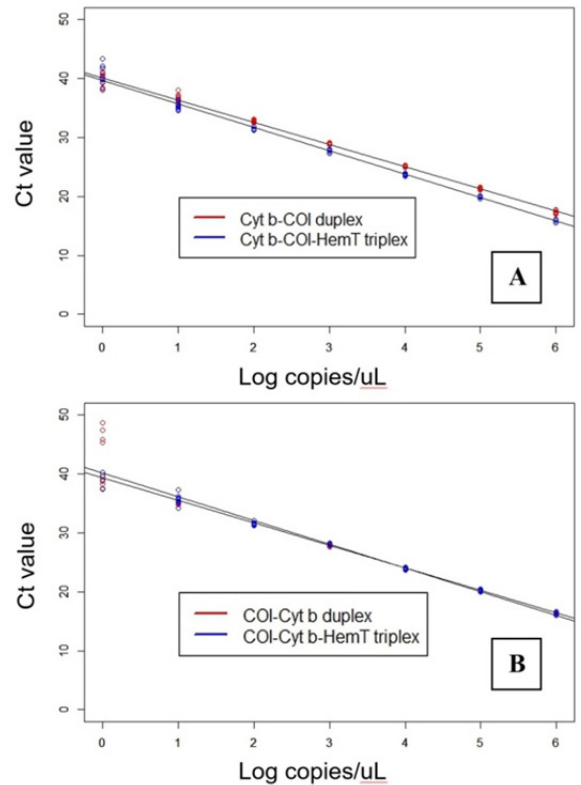 50
40
30
20
10
0
Ct value
Cyt b-COI duplex
Cyt b-COI-HemT triplex
A
0 1 2 3 4 5 6
Log copies/uL
50
40
30
20
10
0
Ct value
COI-Cyt b duplex
COI-Cyt b-HemT triplex
B
0 1 2 3 4 5 6
Log copies/uL